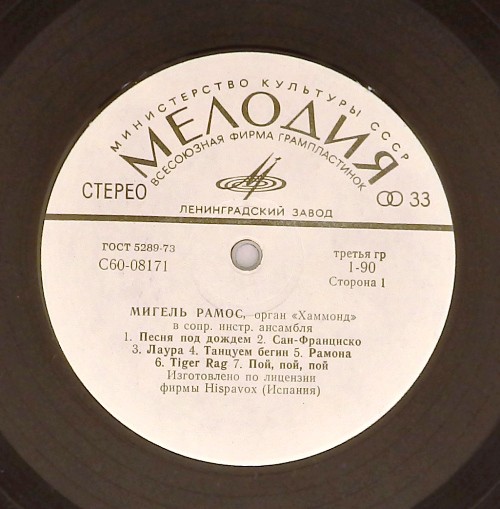 МИНИСТЕРСТВО КУЛЬТУРЫ СССР
МЕЛОДИЯ
ВСЕСОЮЗНАЯ ФИРМА ГРАМПЛАСТИНОК
СТЕРЕО
33
ЛЕНИНГРАДСКИЙ ЗАВОД
ГОСТ 5289-73
третья гр
С60-08171
1-90
Сторона 1
МИГЕЛЬ РАМОС, орган «Хаммонд»
в сопр. инстр. ансамбля
1. Песня под дождем 2. Сан-Франциско
3. Лаура 4. Танцуем бегин 5. Рамона
6. Tiger Rag 7. Пой, пой, пой
Изготовлено по лицензии
фирмы Hispavox (Испания)